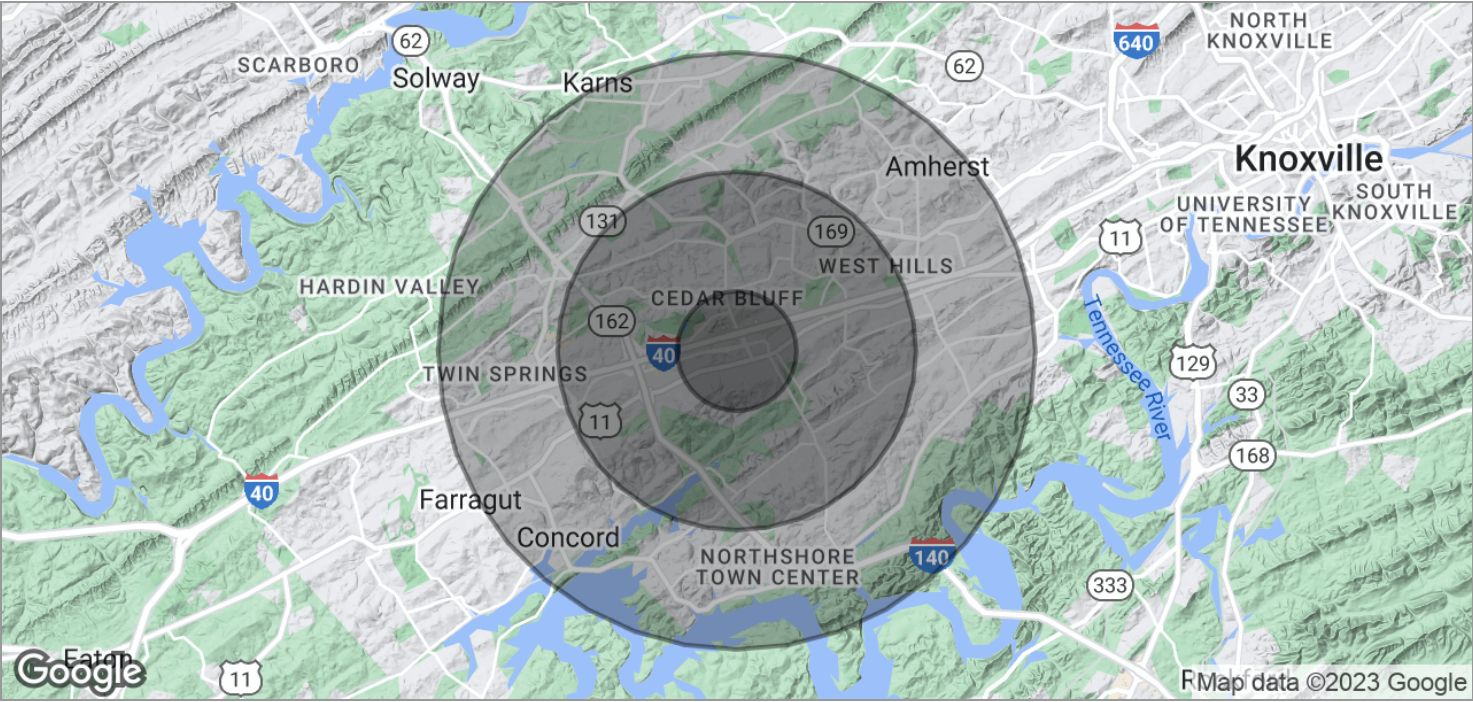 NORTH
KNOXVILLE
640
62
SCARBORO
62
Solway
Karns
Knoxville
Amherst
UNIVERSITY
OF TENNESSEE
SOUTH
KNOXVILLE
131
169
11
WEST HILLS
HARDIN VALLEY
CEDAR BLUFF
162
40
Tennessee River
129
TWIN SPRINGS
33
11
168
40
Farragut
Concord
NORTHSHORE
TOWN CENTER
140
333
Eaton
Google
11
Map data ©2023 Google